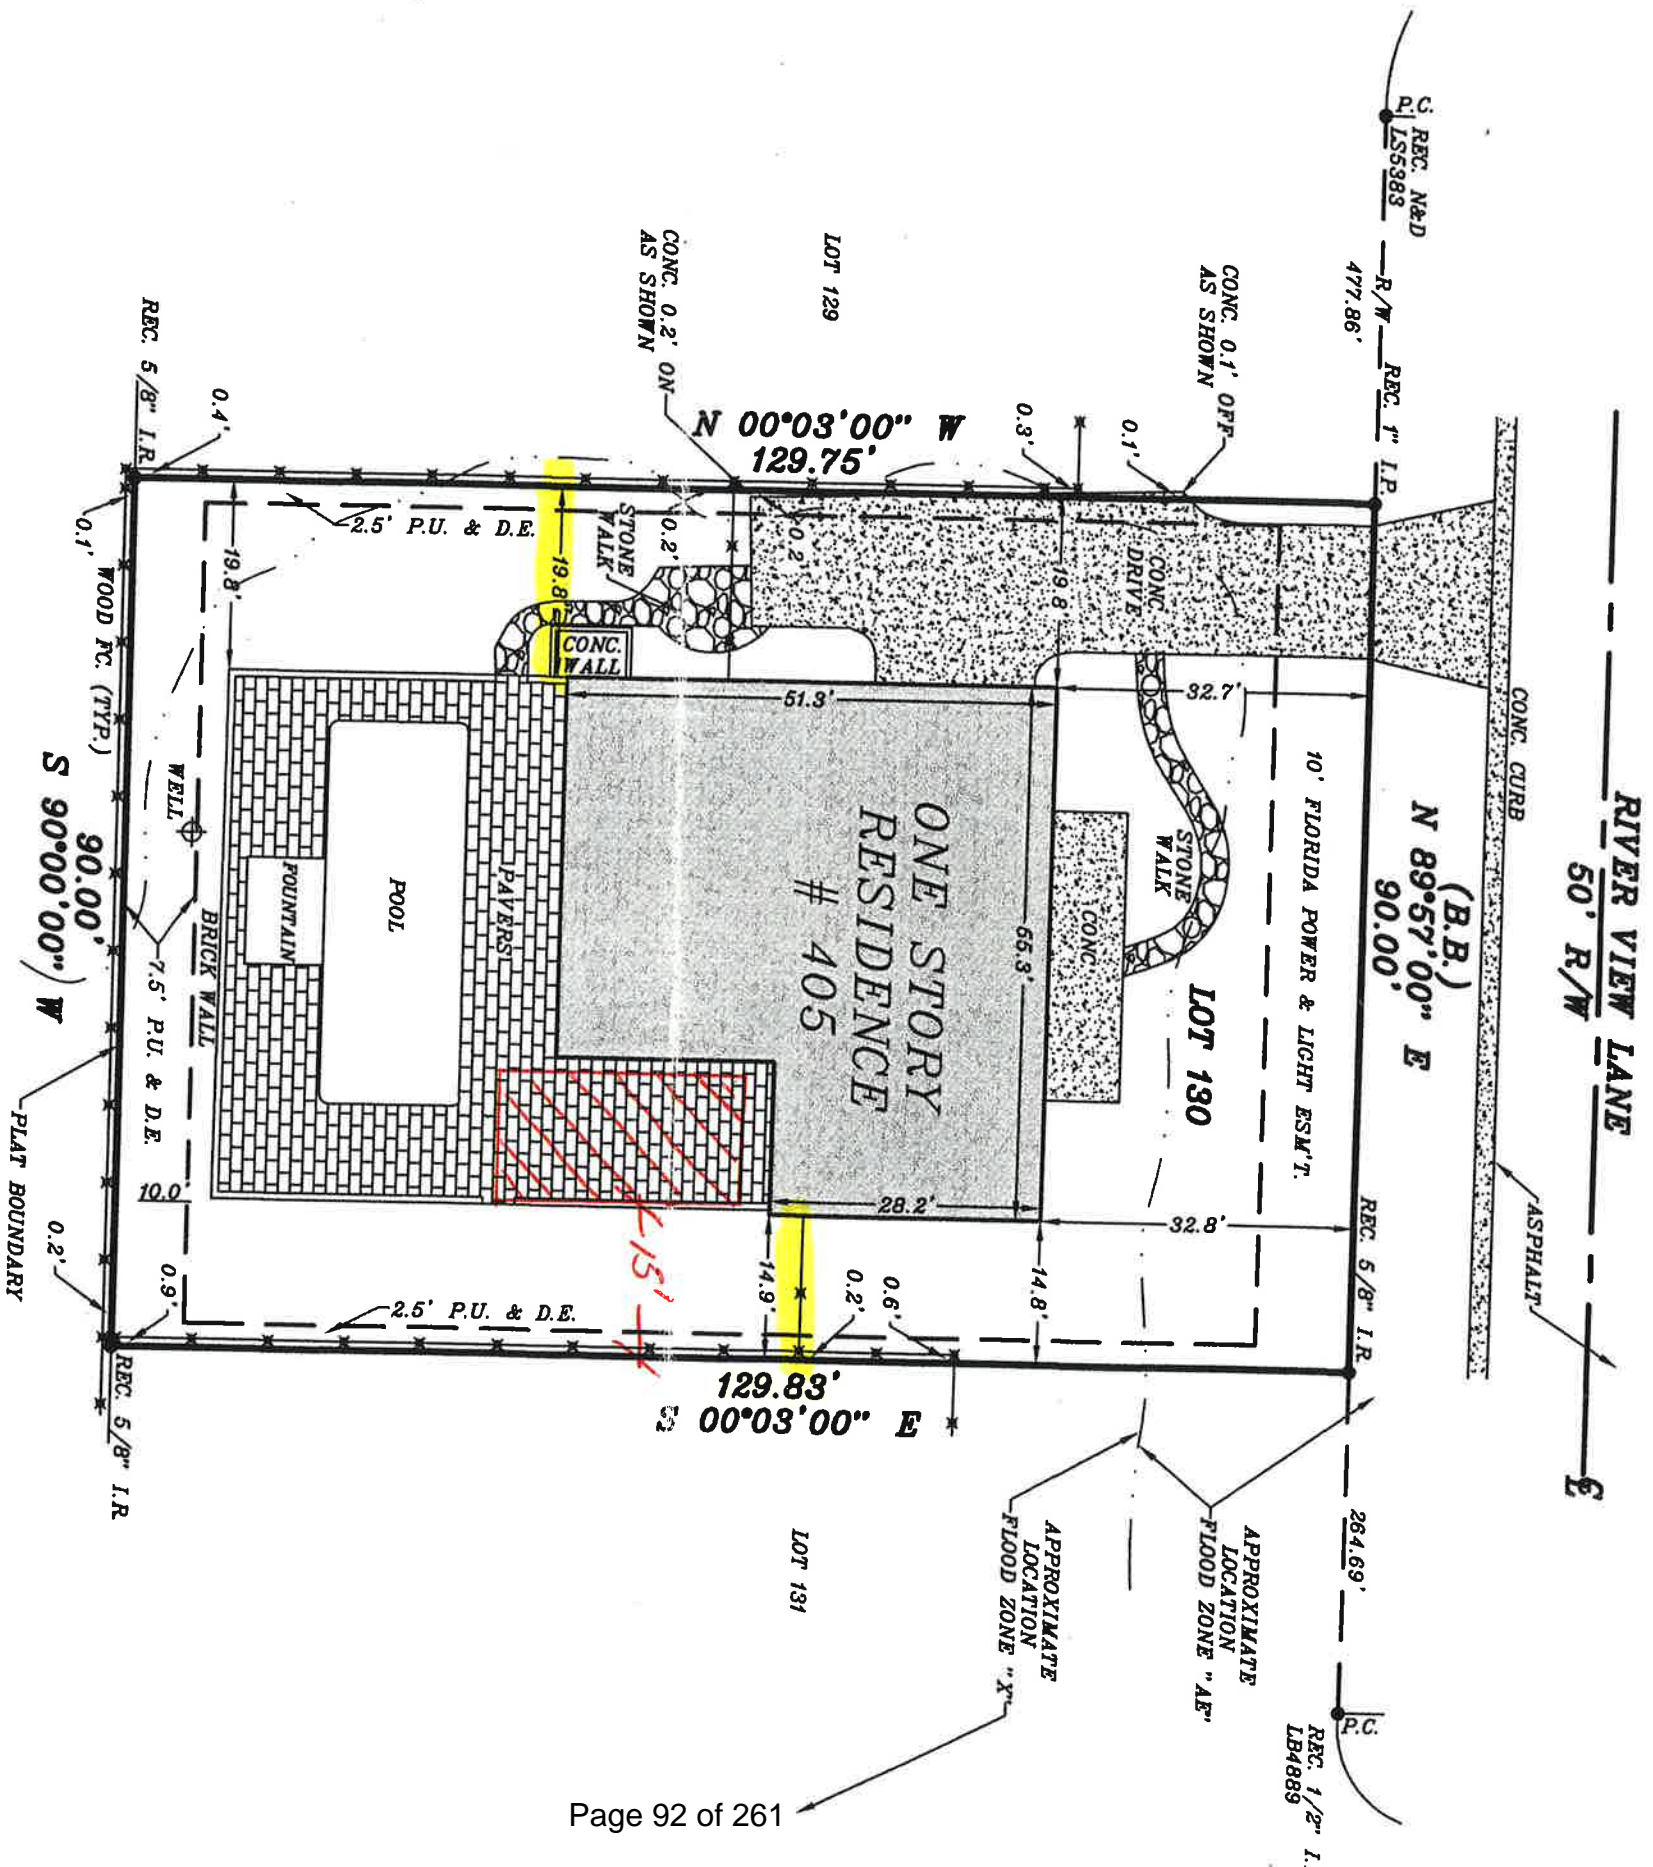 RIVER VIEW LANE
50' R/W
ASPHALT
CONC. CURB
(B.B.)
N 89°57'00" E
90.00'
P.C.
REC. N&D
LS5383
R/W
477.86'
REC. 1" I.P.
REC. 5/8" I.R.
264.69'
P.C.
REC. 1/2" I.
LB4889
CONC. 0.1' OFF
AS SHOWN
0.1'
0.3'
LOT 129
CONC. 0.2' ON
AS SHOWN
N 00°03'00" W
129.75'
10' FLORIDA POWER & LIGHT ESM'T.
LOT 130
32.7'
32.8'
CONC.
DRIVE
STONE
WALK
CONC.
19.8
65.3'
14.8'
ONE STORY
RESIDENCE
# 405
51.3'
28.2'
14.9'
0.2
0.2'
STONE
WALK
19.8'
CONC.
WALL
0.6'
0.2'
15'
129.83'
S 00°03'00" E
LOT 131
APPROXIMATE
LOCATION
FLOOD ZONE "AE"
APPROXIMATE
LOCATION
FLOOD ZONE "X"
2.5' P.U. & D.E.
2.5' P.U. & D.E.
PAVERS
POOL
FOUNTAIN
19.8'
BRICK WALL
WELL
7.5' P.U. & D.E.
10.0
0.4'
0.9'
REC. 5/8" I.R.
0.1'
WOOD FC. (TYP.)
90.00'
S 90°00'00" W
PLAT BOUNDARY
0.2'
REC. 5/8" I.R
Page 92 of 261